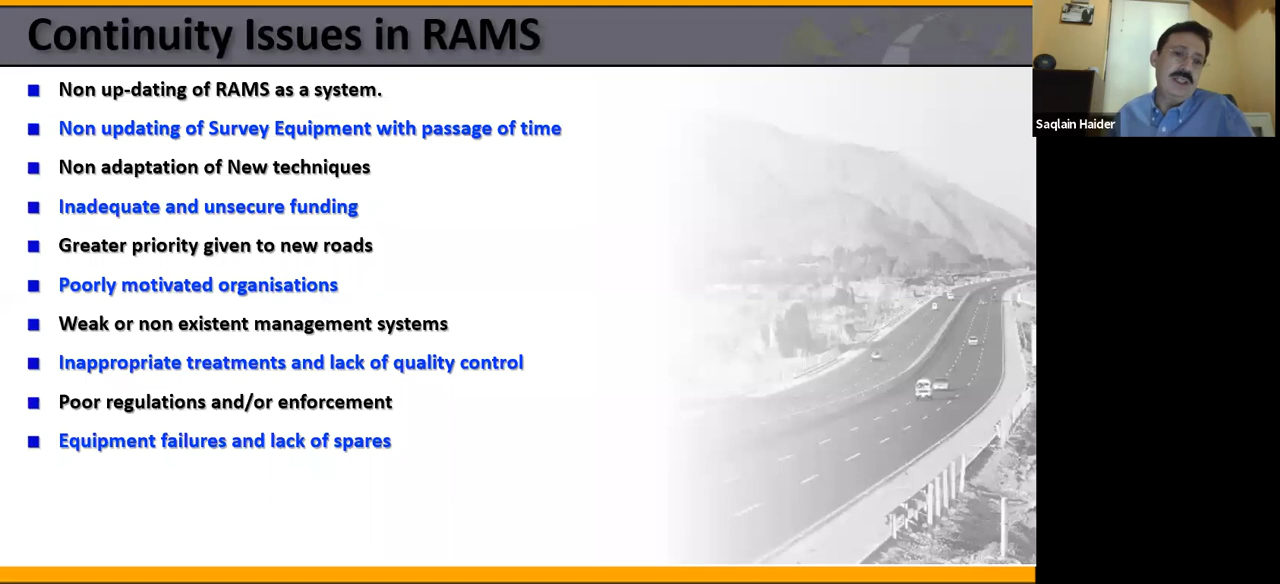 Continuity Issues in RAMS
Non up-dating of RAMS as a system.
Non updating of Survey Equipment with passage of time
Non adaptation of New techniques
Inadequate and unsecure funding
Greater priority given to new roads
Poorly motivated organisations
Weak or non existent management systems
Inappropriate treatments and lack of quality control
Poor regulations and/or enforcement
Equipment failures and lack of spares
Saqlain Haider